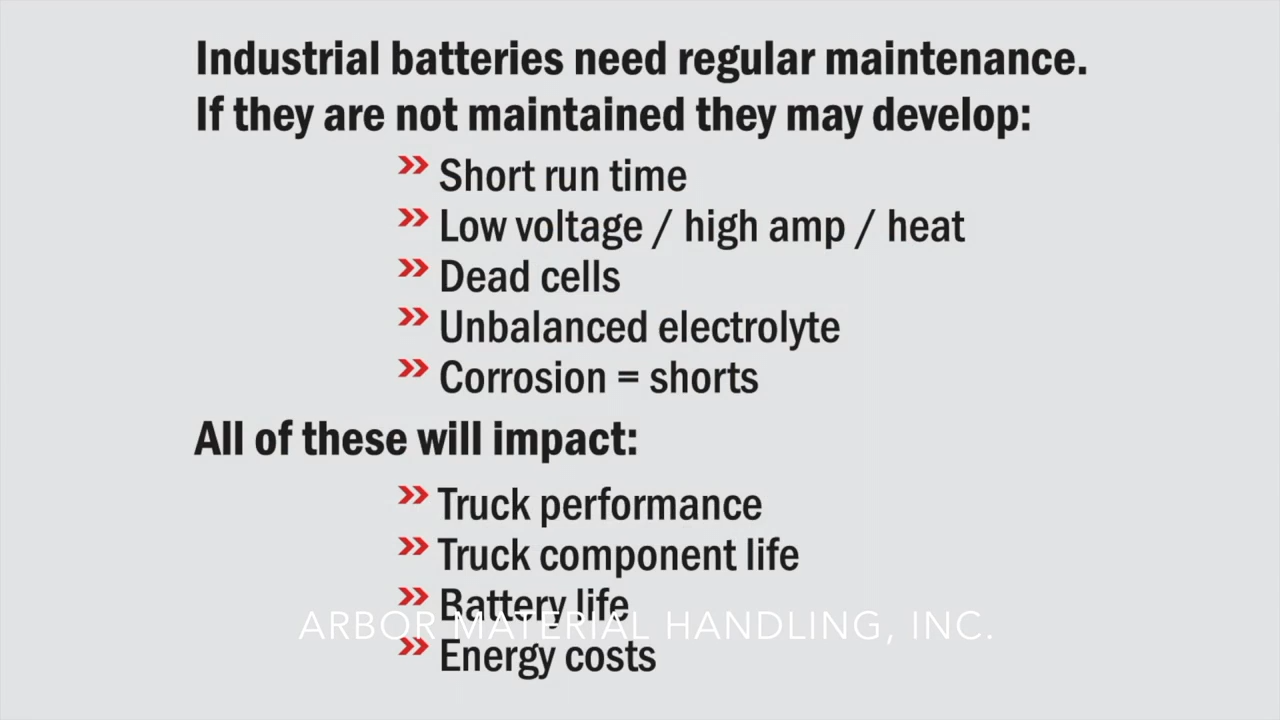 Industrial batteries need regular maintenance.
If they are not maintained they may develop:
» Short run time
» Low voltage / high amp / heat
» Dead cells
» Unbalanced electrolyte
» Corrosion = shorts
All of these will impact:
» Truck performance
» Truck component life
» Battery life
ARBOR MATERIAL HANDLING, INC.
» Energy costs